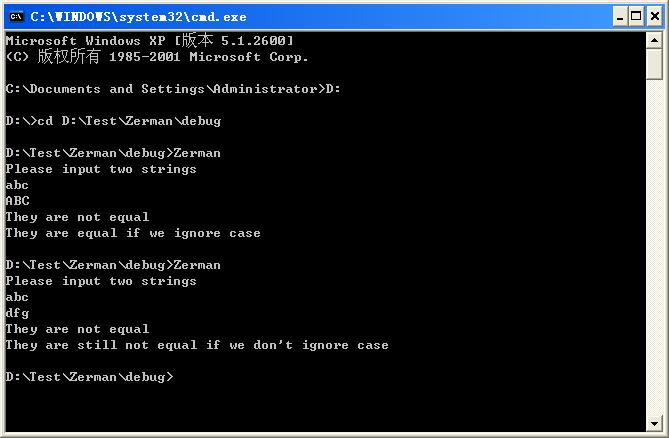 C:\WINDOWS\system32\cmd.exe
Microsoft Windows XP [版本 5.1.2600]
(C) 版权所有 1985-2001 Microsoft Corp.
C:\Documents and Settings\Administrator>D:
D:\>cd D:\Test\Zerman\debug
D:\Test\Zerman\debug>Zerman
Please input two strings
abc
ABC
They are not equal
They are equal if we ignore case
D:\Test\Zerman\debug>Zerman
Please input two strings
abc
dfg
They are not equal
They are still not equal if we don't ignore case
D:\Test\Zerman\debug>